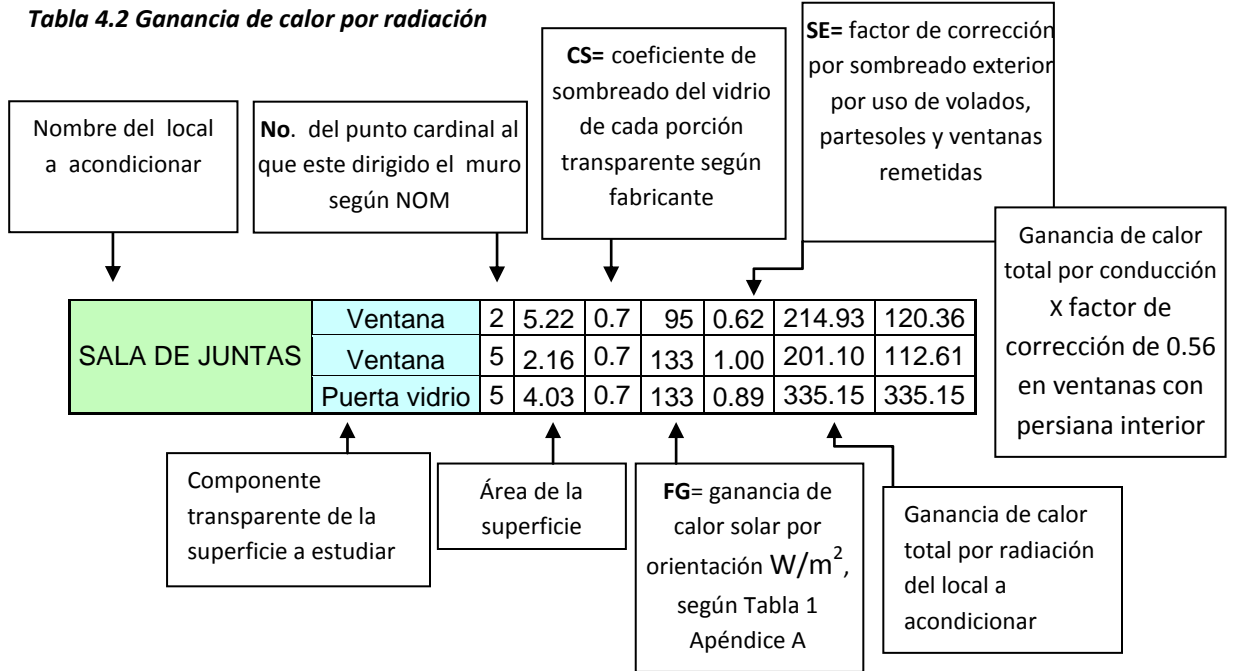 Tabla 4.2 Ganancia de calor por radiación
Nombre del local
a acondicionar
No. del punto cardinal al
que este dirigido el muro
según NOM
CS= coeficiente de
sombreado del vidrio
de cada porción
transparente según
fabricante
SE= factor de corrección
por sombreado exterior
por uso de volados,
partesoles y ventanas
remetidas
Ganancia de calor
total por conducción
X factor de
corrección de 0.56
en ventanas con
persiana interior
SALA DE JUNTAS
Ventana 2 5.22 0.7 95 0.62 214.93 120.36
Ventana 5 2.16 0.7 133 1.00 201.10 112.61
Puerta vidrio 5 4.03 0.7 133 0.89 335.15 335.15
Componente
transparente de la
superficie a estudiar
Área de la
superficie
FG= ganancia de
calor solar por
orientación W/m²,
según Tabla 1
Apéndice A
Ganancia de calor
total por radiación
del local a
acondicionar